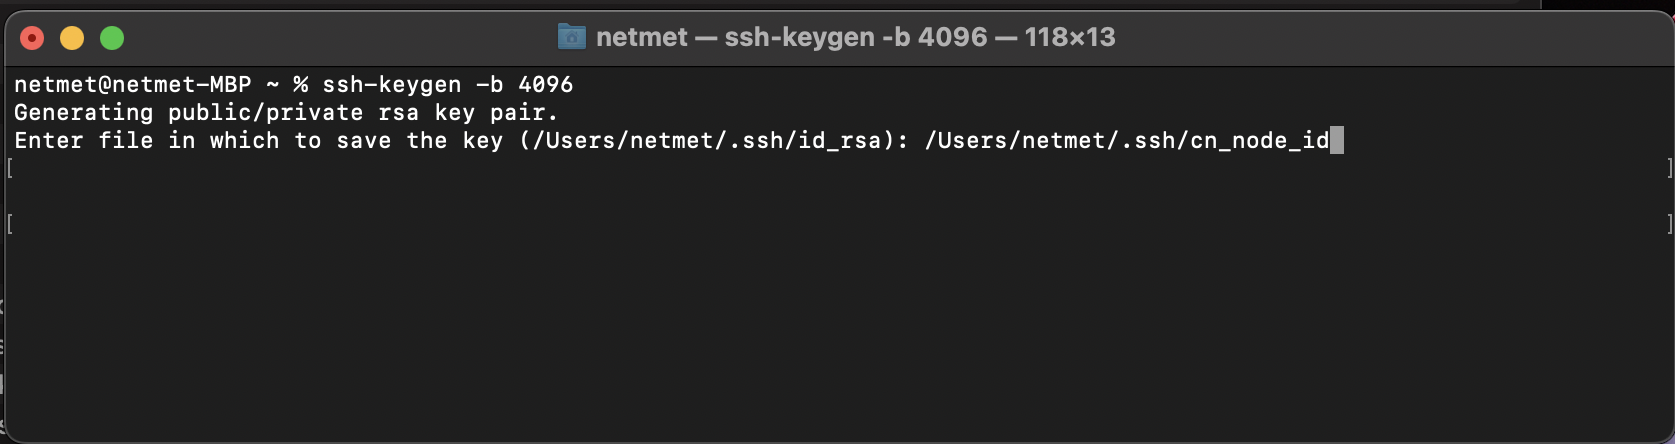 netmet — ssh-keygen -b 4096 — 118×13
netmet@netmet-MBP ~ % ssh-keygen -b 4096
Generating public/private rsa key pair.
Enter file in which to save the key (/Users/netmet/.ssh/id_rsa): /Users/netmet/.ssh/cn_node_id
[ ]
[ ]